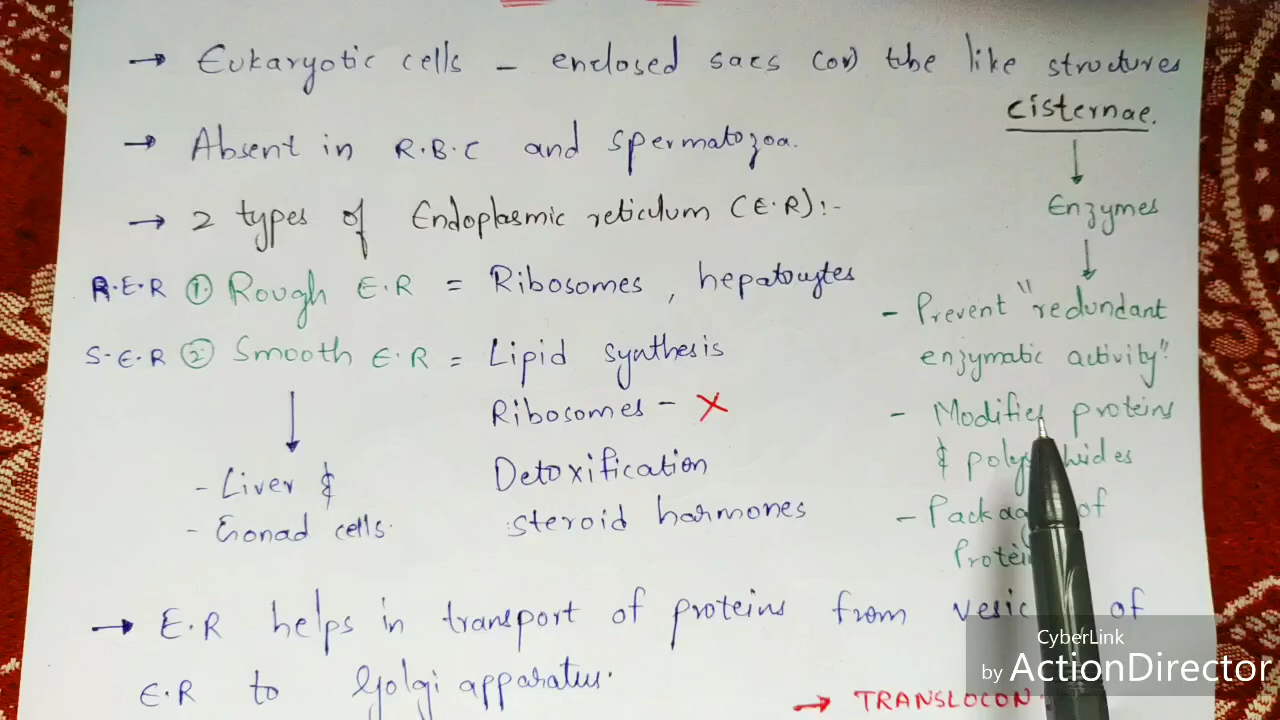 → Eukaryotic cells - enclosed sacs (or) tube like structures
cisternae.
→ Absent in R.B.C and spermatozoa.
→ 2 types of Endoplasmic reticulum (E.R):-
R.E.R ① Rough E.R = Ribosomes, hepatocytes
S.E.R ② Smooth E.R = Lipid synthesis
Ribosomes - X
Detoxification
steroid hormones
- Liver &
- Gonad cells.
Enzymes
- Prevent "redundant
enzymatic activity".
- Modifies proteins
&
- of
→ E.R helps in transport of proteins from of
E.R to Golgi apparatus.
→ TRANSLOCON
CyberLink
by ActionDirector